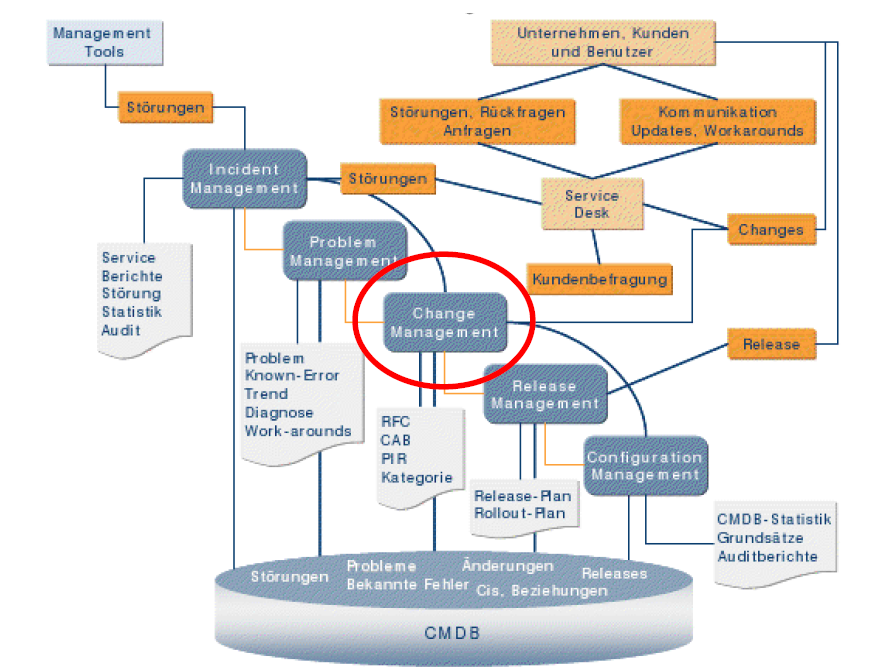 Management
Tools
Unternehmen, Kunden
und Benutzer
Störungen
Störungen, Rückfragen
Anfragen
Kommunikation
Updates, Workarounds
Incident
Management
Störungen
Service
Desk
Changes
Problem
Management
Kundenbefragung
Service
Berichte
Störung
Statistik
Audit
Change
Management
Release
Problem
Known-Error
Trend
Diagnose
Work-arounds
Release
Management
RFC
CAB
PIR
Kategorie
Configuration
Management
Release-Plan
Rollout-Plan
CMDB-Statistik
Grundsätze
Auditberichte
Störungen
Probleme
Bekannte Fehler
Änderungen
Cis, Beziehungen
Releases
CMDB